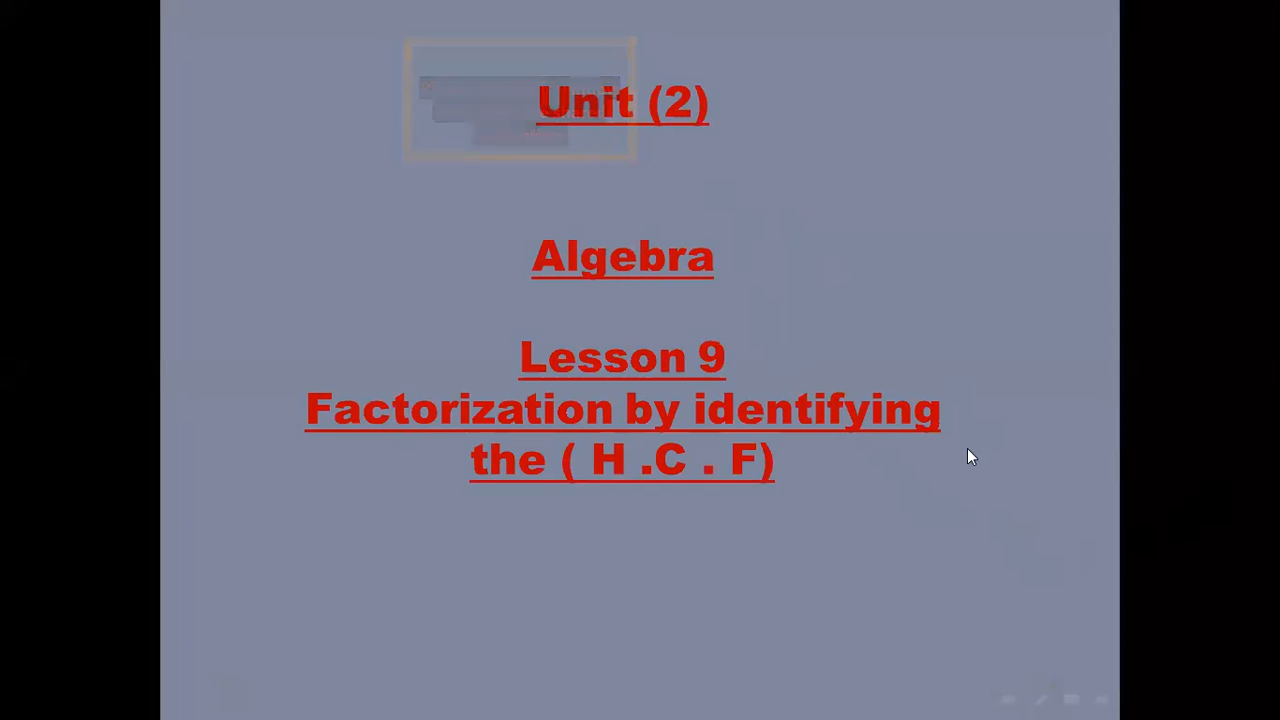 Unit (2)
Algebra
Lesson 9
Factorization by identifying
the ( H .C . F)